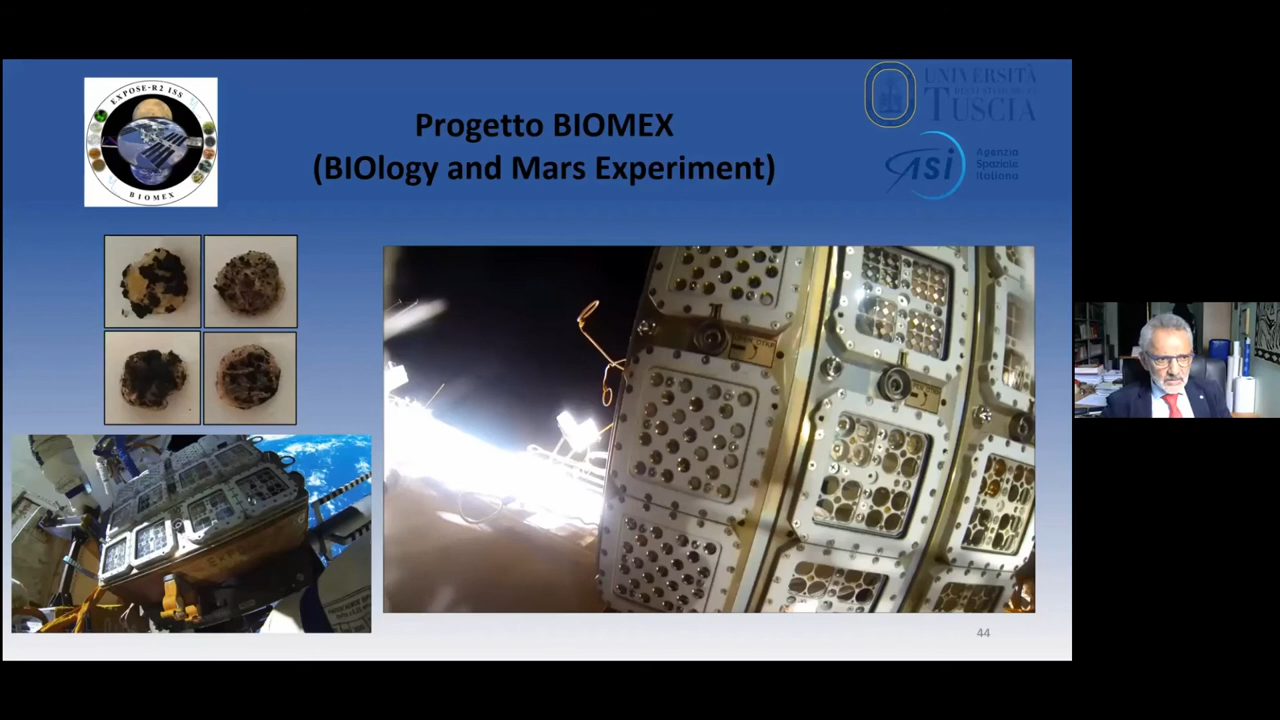 EXPOSE-R2 ISS
BIOMEX
Progetto BIOMEX
(BIOlogy and Mars Experiment)
UNIVERSITÀ
TUSCIA
asi
Agenzia
Spaziale
Italiana
44